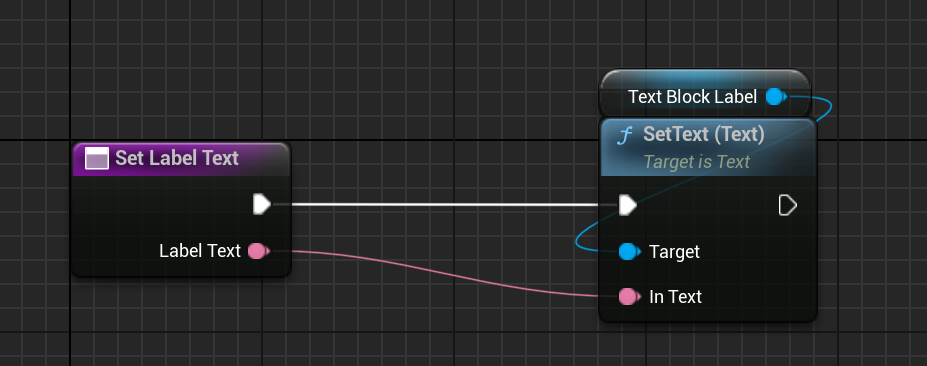 Text Block Label
f SetText (Text)
Target is Text
Set Label Text
Label Text
Target
In Text